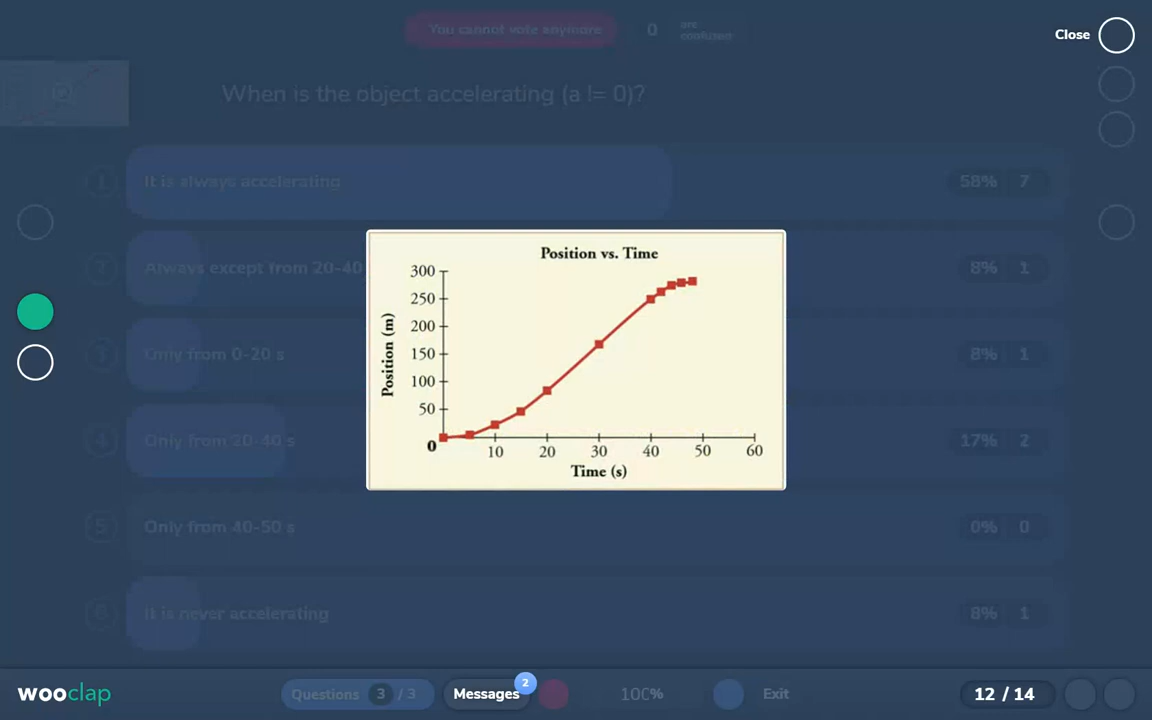 You cannot vote anymore
0
are
confident
Close
When is the object accelerating (a != 0)?
1
It is always accelerating
58% 7
2
Always except from 20-40
8% 1
3
Only from 0-20 s
8% 1
4
Only from 20-40 s
17% 2
5
Only from 40-50 s
0% 0
6
It is never accelerating
8% 1
Position vs. Time
Position (m)
300
250
200
150
100
50
0
10 20 30 40 50 60
Time (s)
wooclap
Questions 3 / 3
Messages
2
100%
Exit
12 / 14